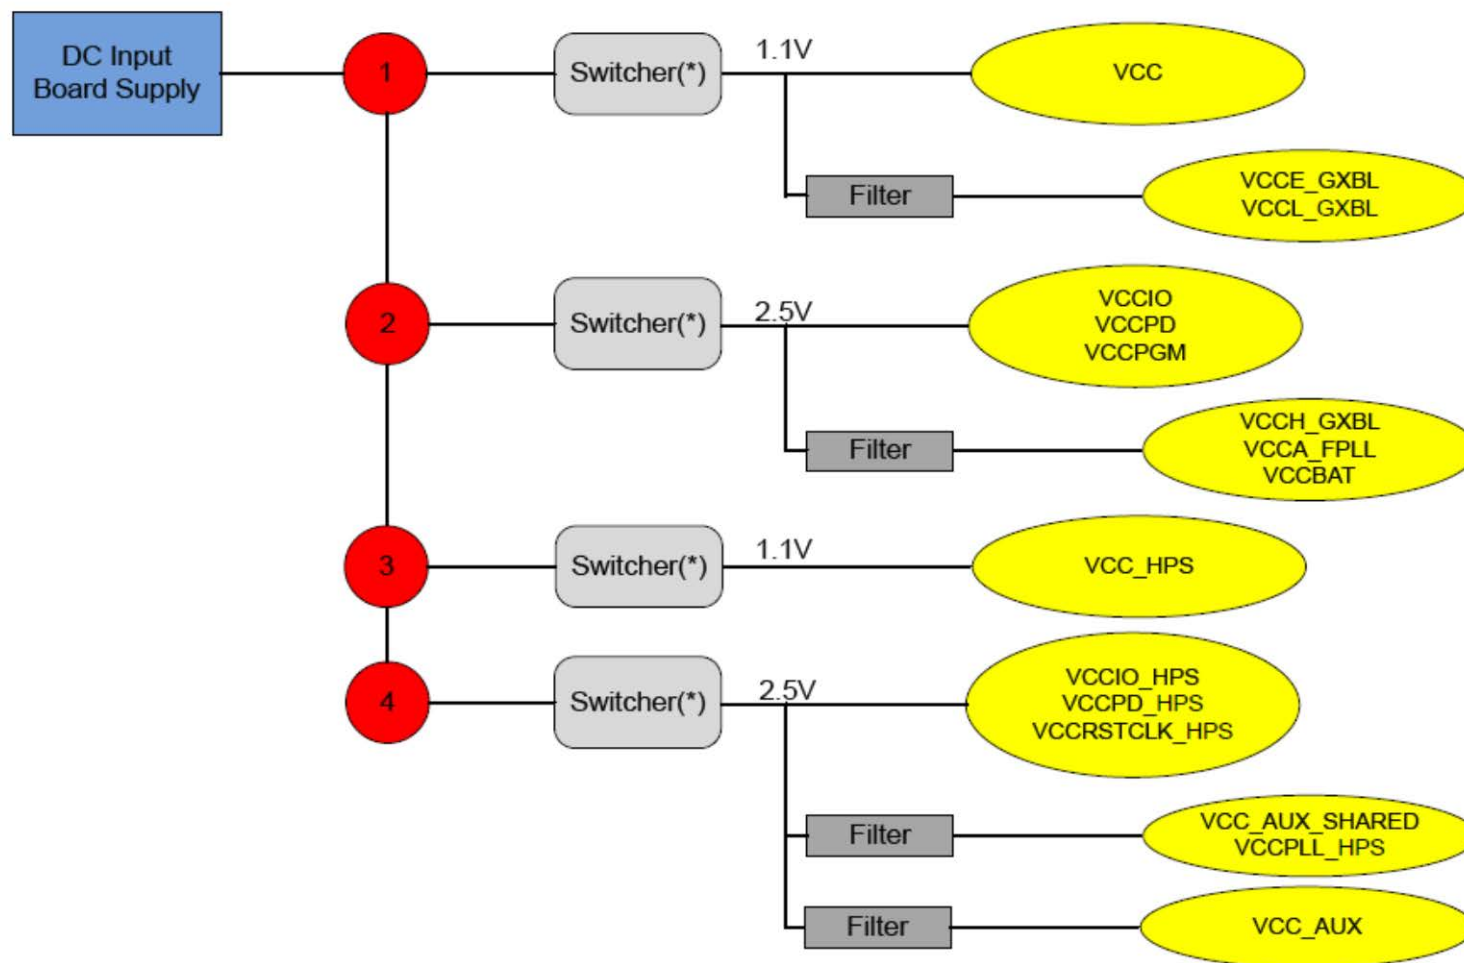 DC Input
Board Supply
1
Switcher(*)
1.1V
VCC
Filter
VCCE_GXBL
VCCL_GXBL
2
Switcher(*)
2.5V
VCCIO
VCCPD
VCCPGM
Filter
VCCH_GXBL
VCCA_FPLL
VCCBAT
3
Switcher(*)
1.1V
VCC_HPS
4
Switcher(*)
2.5V
VCCIO_HPS
VCCPD_HPS
VCCRSTCLK_HPS
Filter
VCC_AUX_SHARED
VCCPLL_HPS
Filter
VCC_AUX